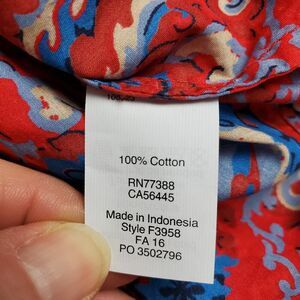 100% Cotton
RN77388
CA56445
Made in Indonesia
Style F3958
FA 16
PO 3502796